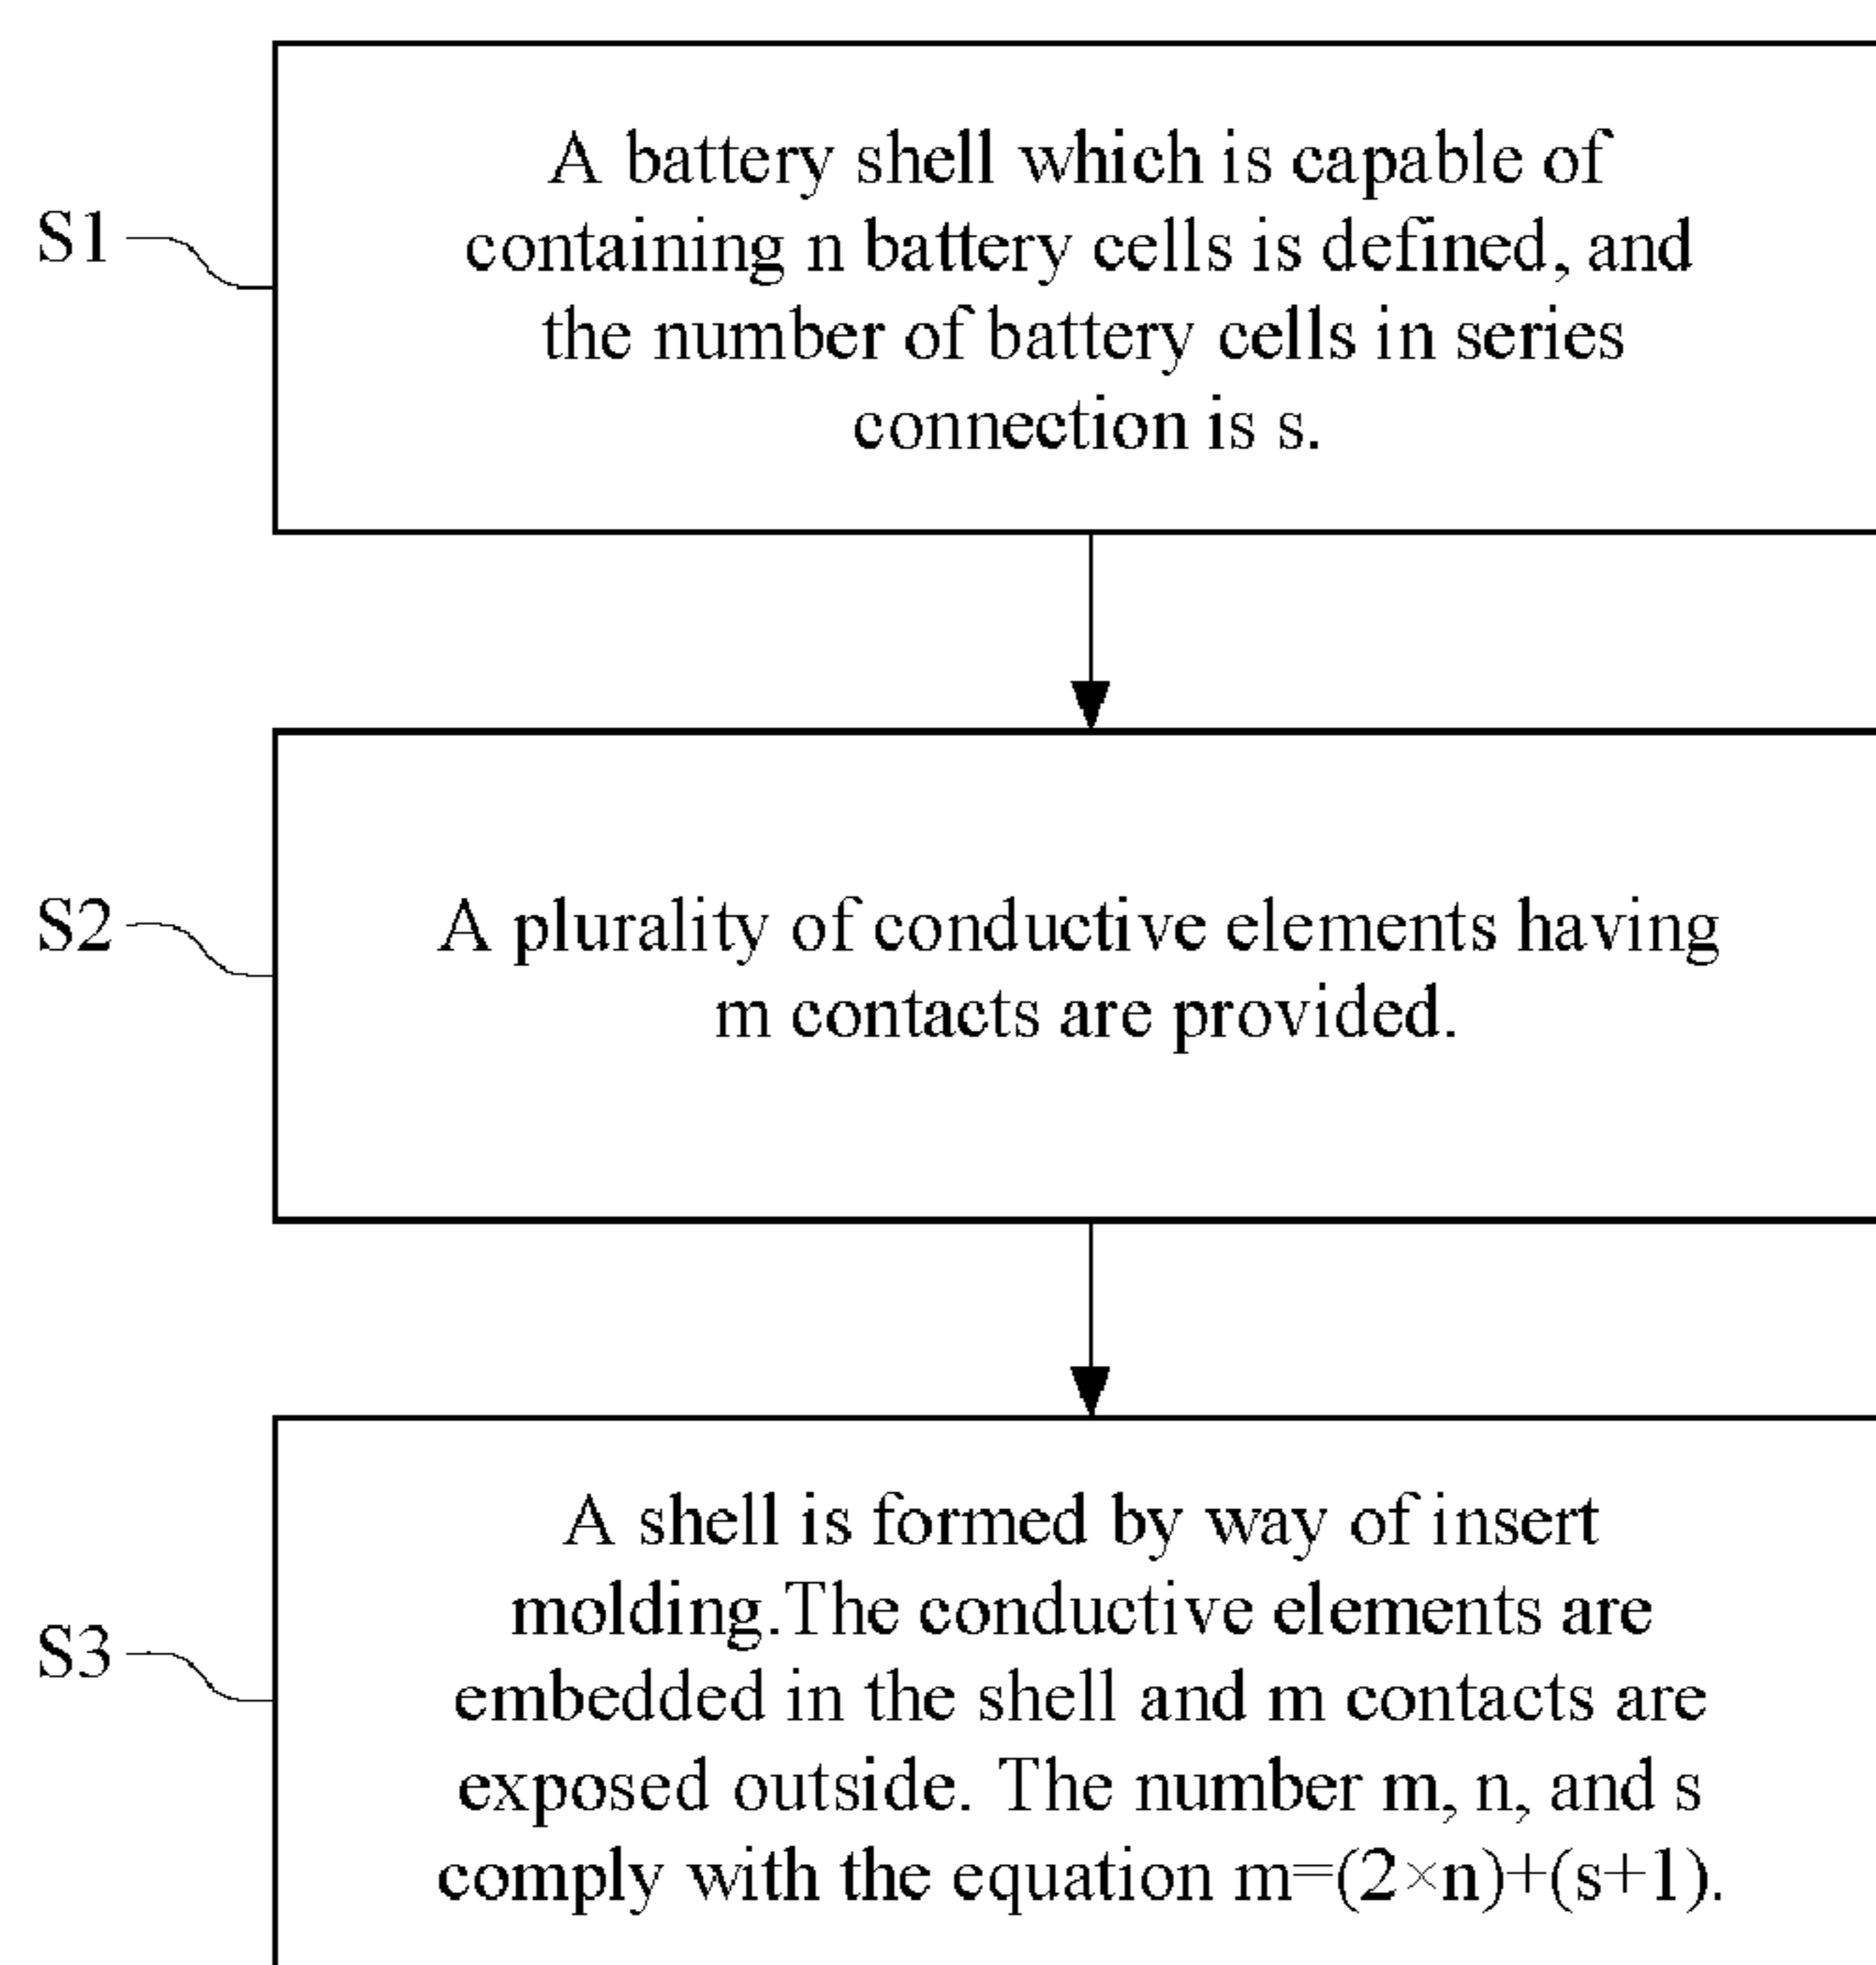 S1
A battery shell which is capable of
containing n battery cells is defined, and
the number of battery cells in series
connection is s.
S2
A plurality of conductive elements having
m contacts are provided.
S3
A shell is formed by way of insert
molding.The conductive elements are
embedded in the shell and m contacts are
exposed outside. The number m, n, and s
comply with the equation m=(2×n)+(s+1).